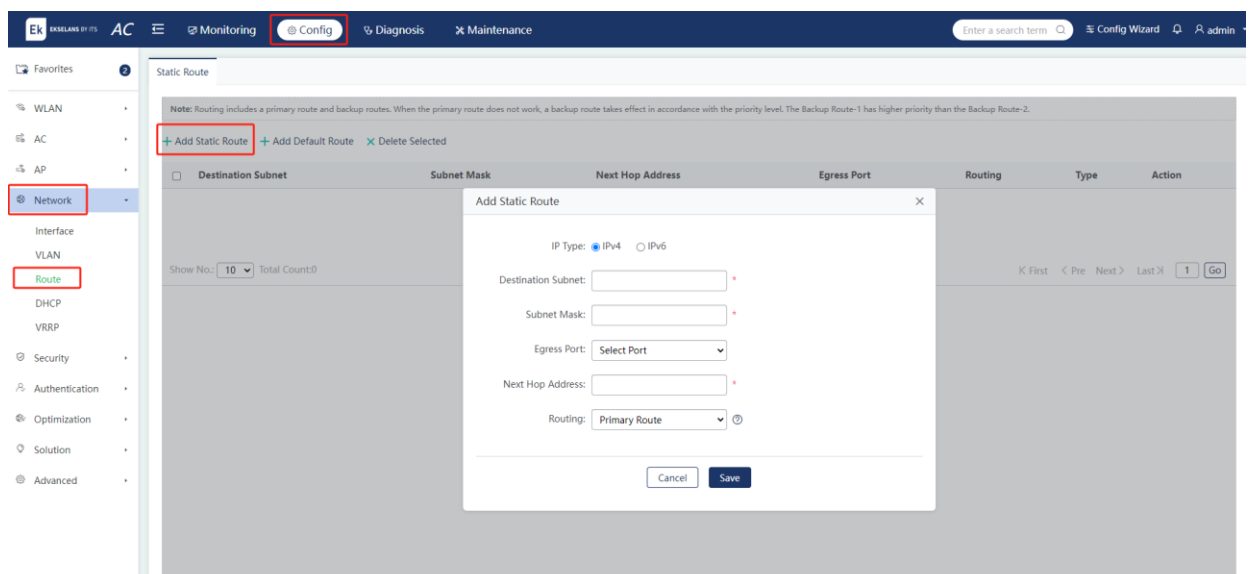 Ek EKSELANS BY ITS AC Monitoring Config Diagnosis Maintenance Enter a search term Config Wizard admin
Favorites 2
Static Route
WLAN
AC
AP
Network
Interface
VLAN
Route
DHCP
VRRP
Security
Authentication
Optimization
Solution
Advanced
Note: Routing includes a primary route and backup routes. When the primary route does not work, a backup route takes effect in accordance with the priority level. The Backup Route-1 has higher priority than the Backup Route-2.
+ Add Static Route + Add Default Route X Delete Selected
Destination Subnet Subnet Mask Next Hop Address Egress Port Routing Type Action
Show No.: 10 Total Count:0 First Pre Next Last 1 Go
Add Static Route
IP Type: IPv4 IPv6
Destination Subnet: *
Subnet Mask: *
Egress Port: Select Port
Next Hop Address: *
Routing: Primary Route
Cancel Save